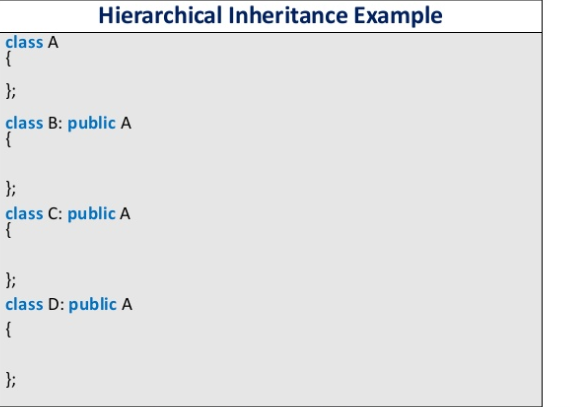 Hierarchical Inheritance Example
class A
{
};
class B: public A
{
};
class C: public A
{
};
class D: public A
{
};